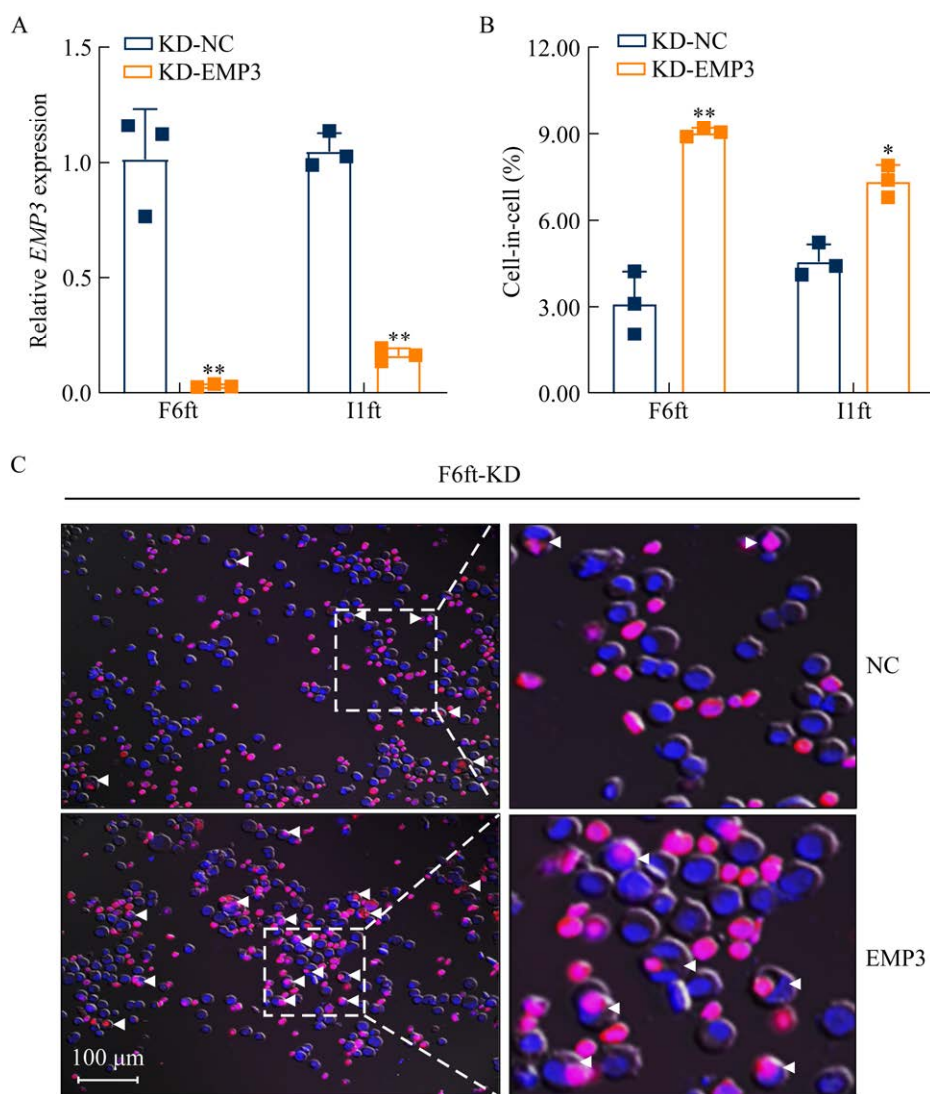 A
KD-NC
KD-EMP3
Relative EMP3 expression
1.5
1.0
0.5
0.0
**
**
F6ft
I1ft
B
KD-NC
KD-EMP3
Cell-in-cell (%)
12.00
9.00
6.00
3.00
0.00
**
*
F6ft
I1ft
C
F6ft-KD
NC
EMP3
100 μm